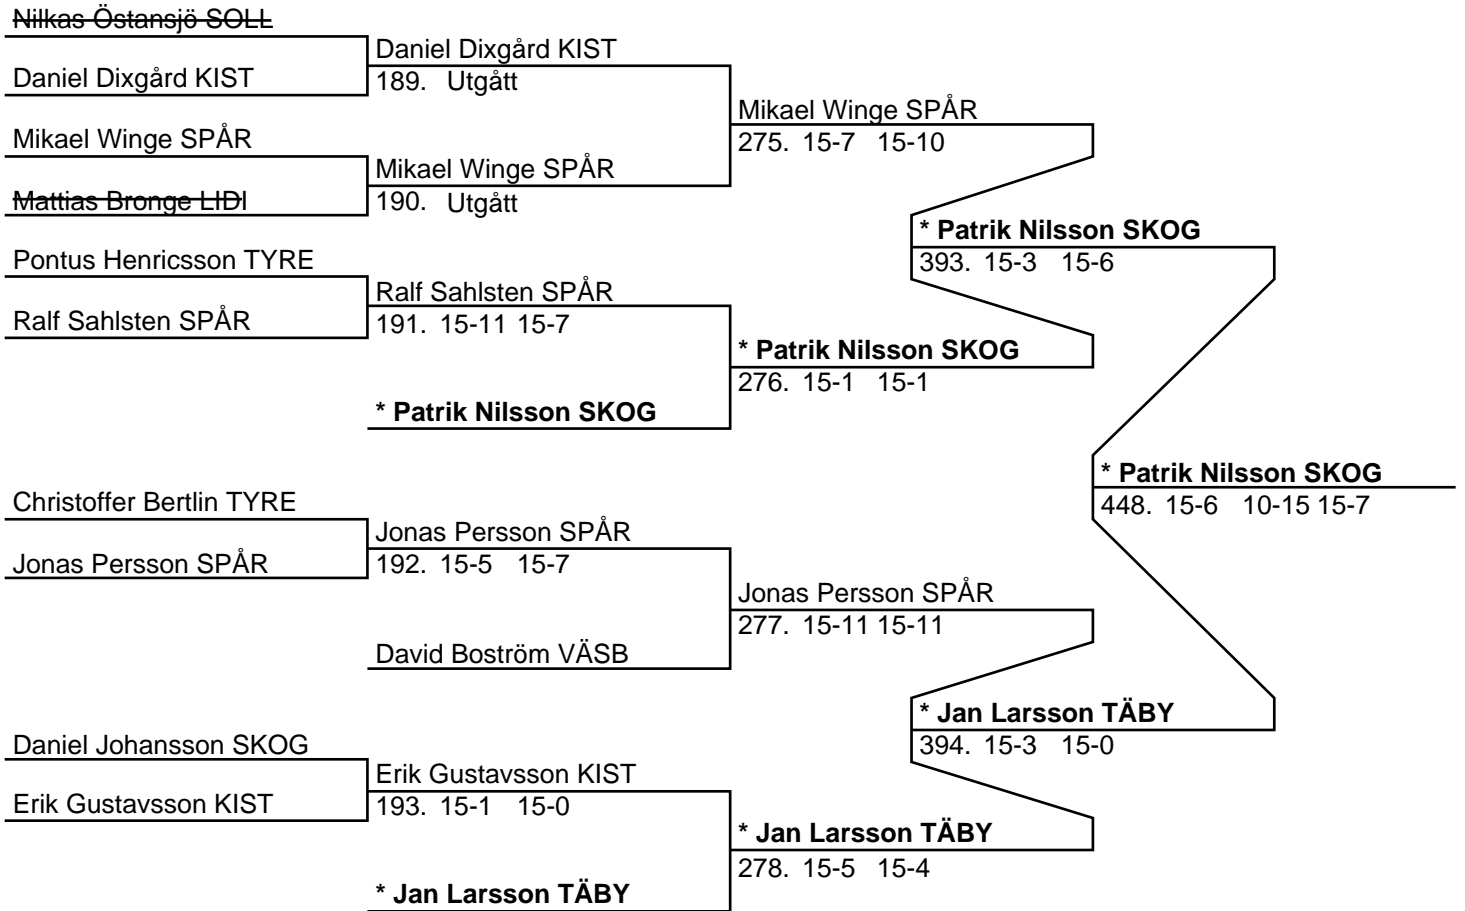 Nilkas Östansjö SOLL
Daniel Dixgård KIST
Daniel Dixgård KIST
189. Utgått
Mikael Winge SPÅR
275. 15-7 15-10
Mikael Winge SPÅR
Mikael Winge SPÅR
190. Utgått
Mattias Bronge LIDI
* Patrik Nilsson SKOG
393. 15-3 15-6
Pontus Henricsson TYRE
Ralf Sahlsten SPÅR
191. 15-11 15-7
Ralf Sahlsten SPÅR
* Patrik Nilsson SKOG
276. 15-1 15-1
* Patrik Nilsson SKOG
* Patrik Nilsson SKOG
448. 15-6 10-15 15-7
Christoffer Bertlin TYRE
Jonas Persson SPÅR
192. 15-5 15-7
Jonas Persson SPÅR
Jonas Persson SPÅR
277. 15-11 15-11
David Boström VÄSB
* Jan Larsson TÄBY
394. 15-3 15-0
Daniel Johansson SKOG
Erik Gustavsson KIST
193. 15-1 15-0
Erik Gustavsson KIST
* Jan Larsson TÄBY
278. 15-5 15-4
* Jan Larsson TÄBY